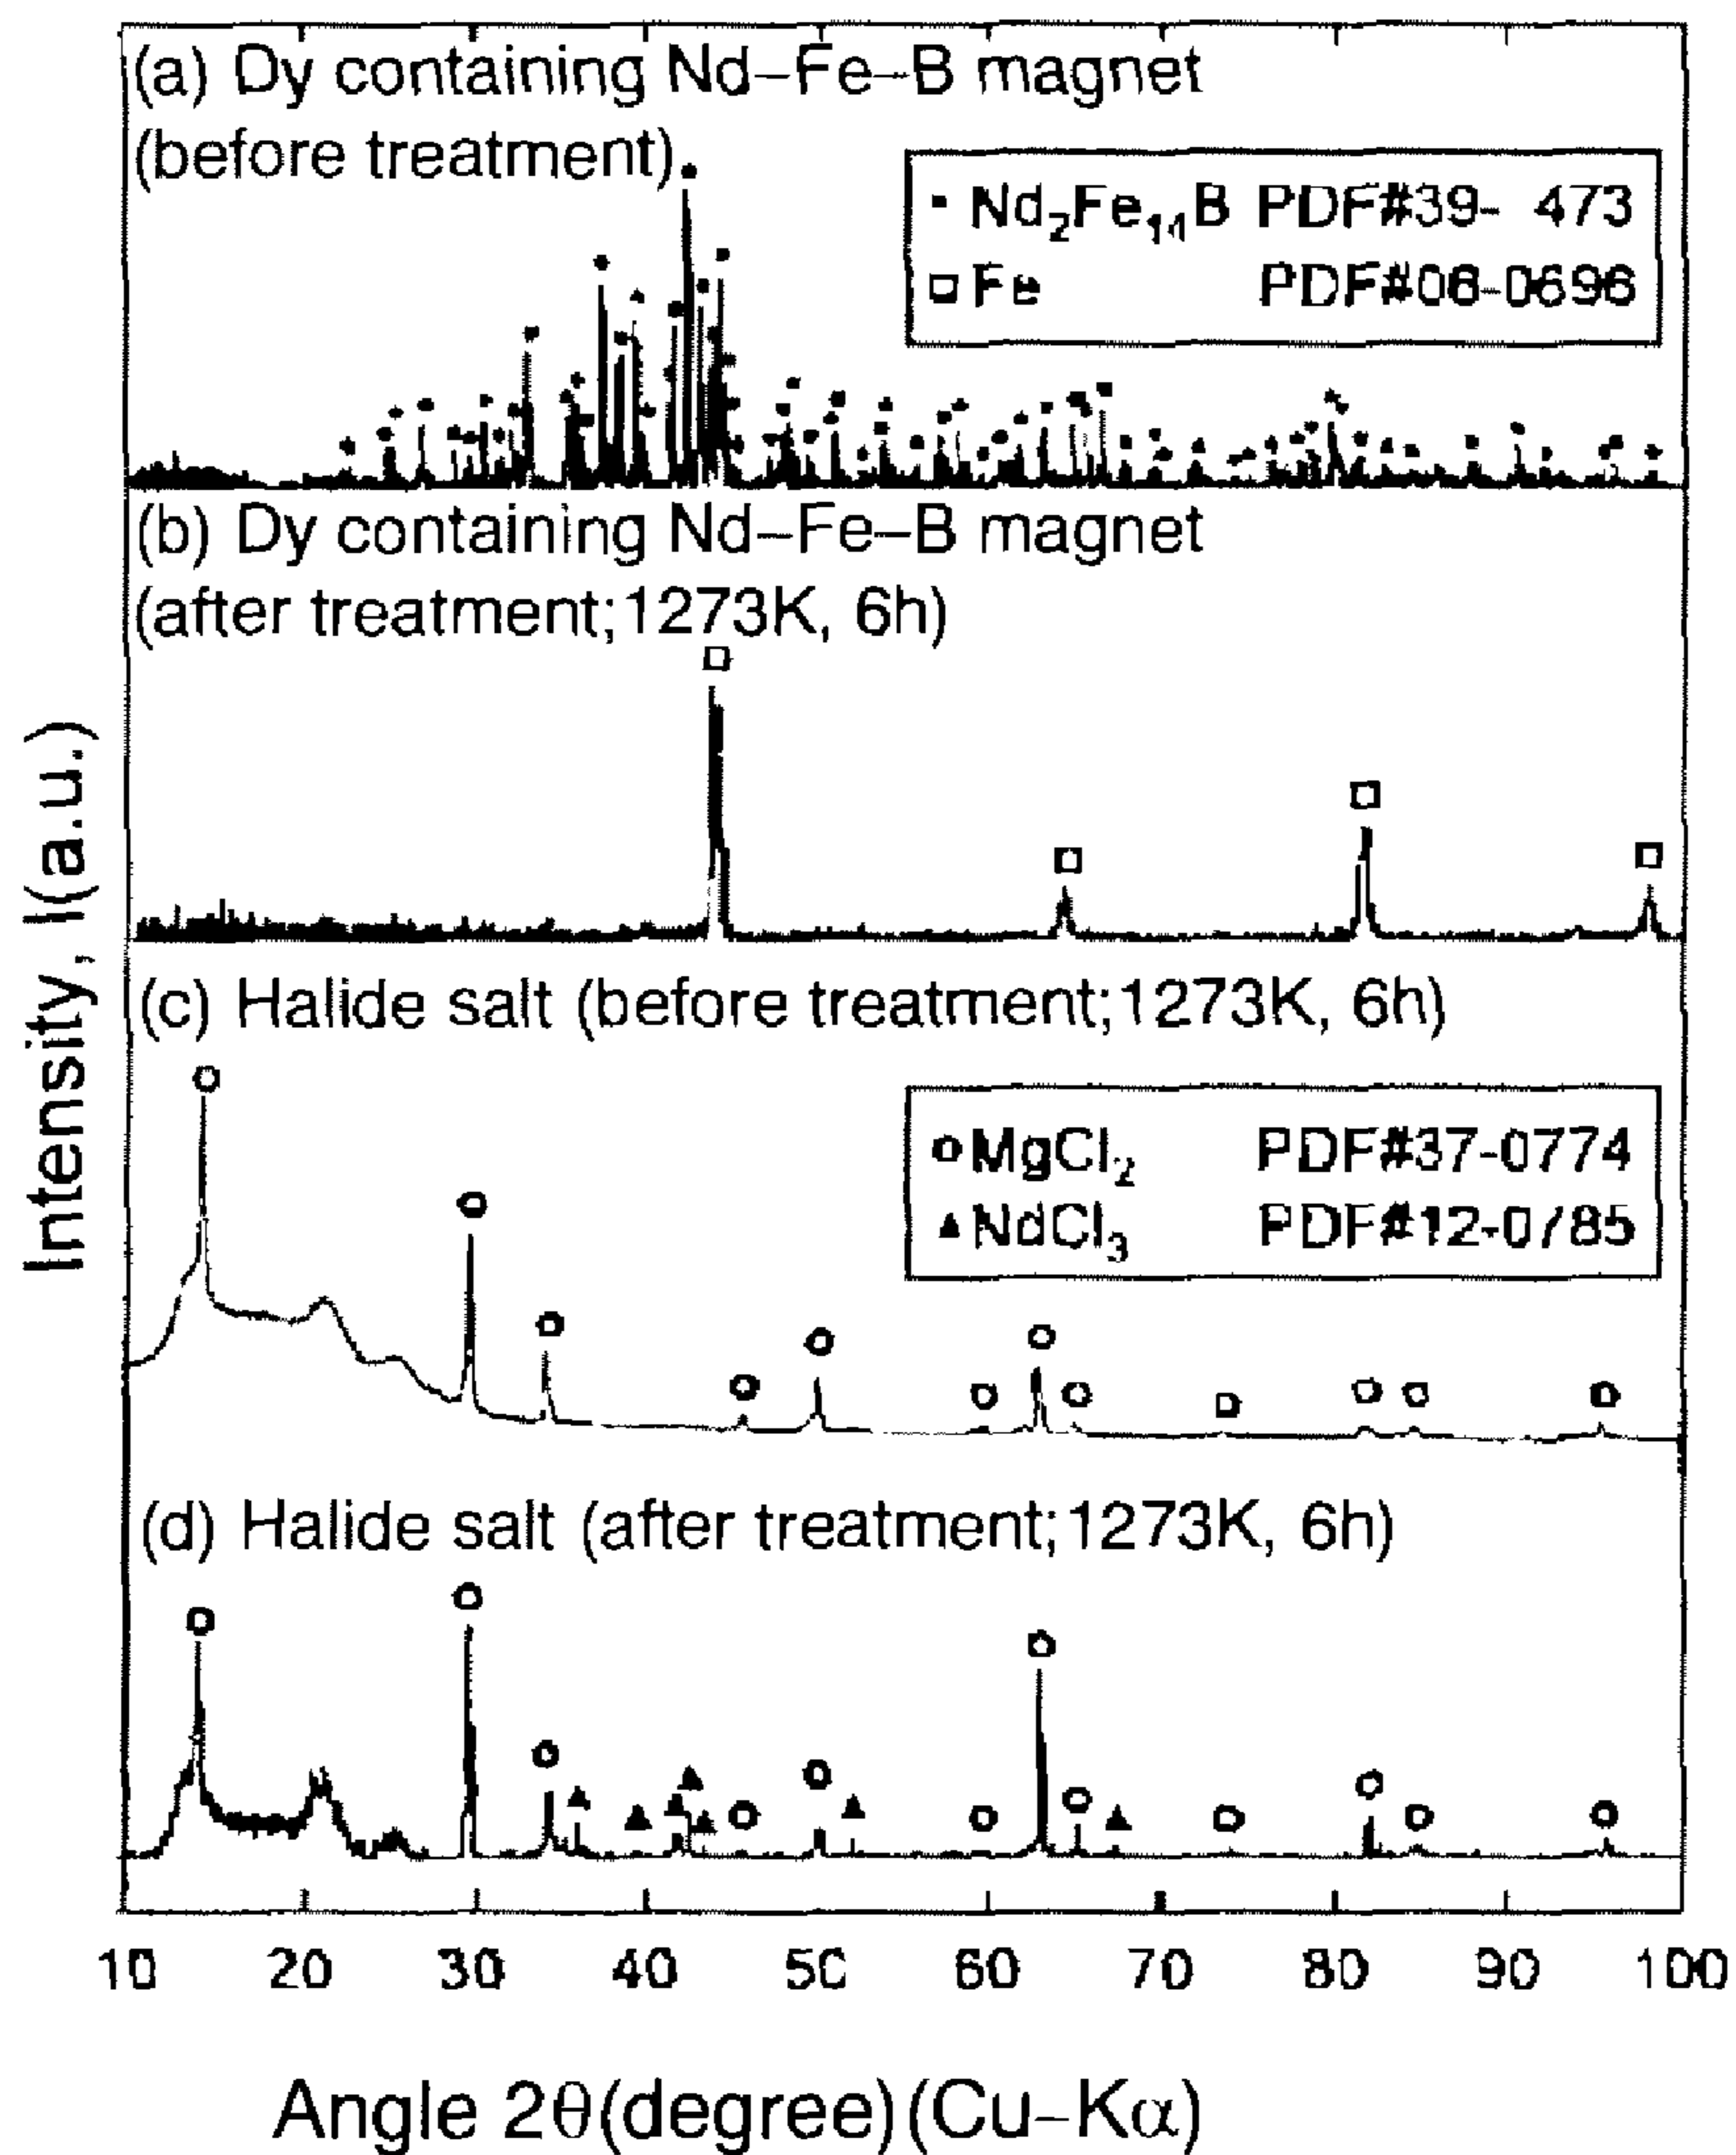 (a) Dy containing Nd–Fe–B magnet
(before treatment)
Nd₂Fe₁₄B PDF#39- 473
Fe PDF#06-0696
(b) Dy containing Nd–Fe–B magnet
(after treatment;1273K, 6h)
(c) Halide salt (before treatment;1273K, 6h)
MgCl₂ PDF#37-0774
NdCl₃ PDF#12-0785
(d) Halide salt (after treatment;1273K, 6h)
Intensity, I(a.u.)
10 20 30 40 50 60 70 80 90 100
Angle 2θ(degree)(Cu–Kα)